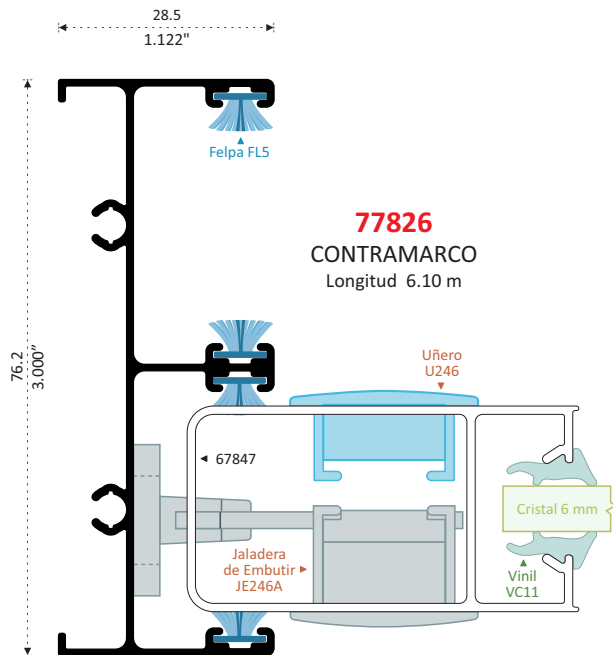 28.5
1.122"
Felpa FL5
77826
CONTRAMARCO
Longitud 6.10 m
76.2
3.000"
Uñero
U246
67847
Cristal 6 mm
Jaladera
de Embutir
JE246A
Vinil
VC11